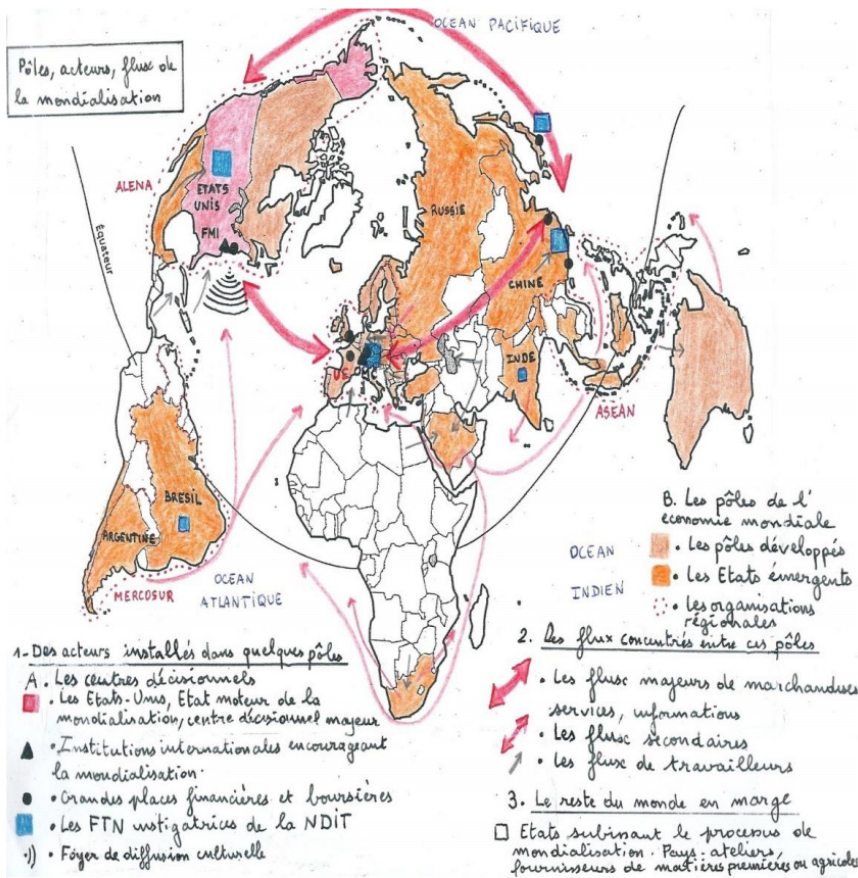 OCEAN PACIFIQUE
Pôles, acteurs, flux de
la mondialisation
ALENA
ETATS
UNIS
FMI
Équateur
RUSSIE
CHINE
INDE
UE
OMC
ASEAN
BRESIL
ARGENTINE
MERCOSUR
OCEAN
ATLANTIQUE
OCEAN
INDIEN
1-Des acteurs installés dans quelques pôles
A. Les centres décisionnels
• Les Etats-Unis, Etat moteur de la
mondialisation, centre décisionnel majeur
• Institutions internationales encourageant
la mondialisation.
• Grandes places financières et boursières
• Les FTN instigatrices de la NDIT
• Foyer de diffusion culturelle
B. Les pôles de l'
économie mondiale
• Les pôles développés
• Les Etats émergents
• les organisations
régionales
2. Des flux concentrés entre ces pôles
• Les flux majeurs de marchandises
services, informations
• Les flux secondaires
• Les flux de travailleurs
3. Le reste du monde en marge
Etats subissant le processus de
mondialisation. Pays-ateliers,
fournisseurs de matières premières ou agricoles